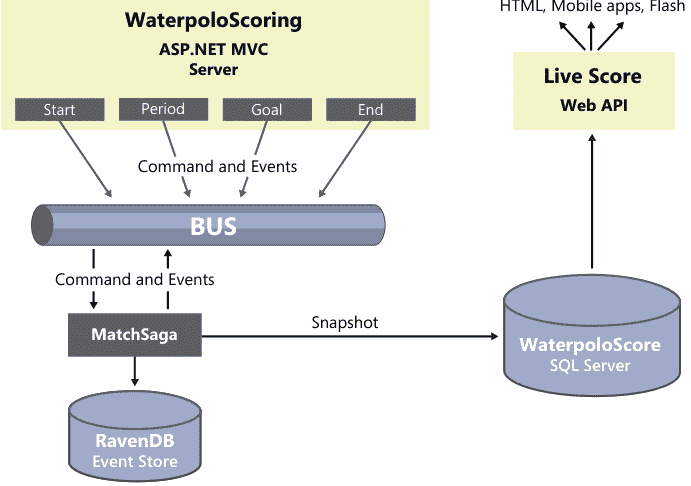 WaterpoloScoring
ASP.NET MVC
Server
Start
Period
Goal
End
Command and Events
BUS
Command and Events
MatchSaga
RavenDB
Event Store
Snapshot
HTML, Mobile apps, Flash
Live Score
Web API
WaterpoloScore
SQL Server